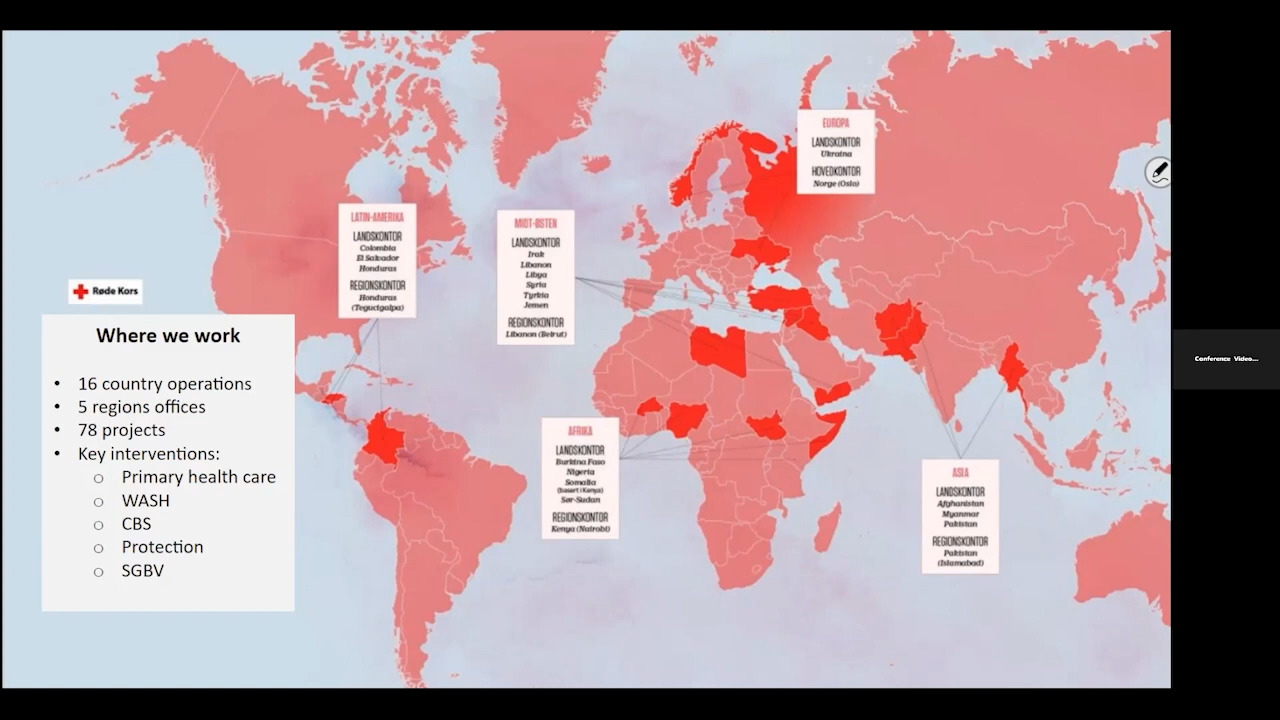 EUROPA
LANDSKONTOR
Ukraina
HOVEDKONTOR
Norge (Oslo)
LATIN-AMERIKA
LANDSKONTOR
Colombia
El Salvador
Honduras
REGIONSKONTOR
Honduras
(Tegucigalpa)
MIDT-ØSTEN
LANDSKONTOR
Irak
Libanon
Libya
Syria
Tyrkia
Jemen
REGIONSKONTOR
Libanon (Beirut)
Røde Kors
Where we work
• 16 country operations
• 5 regions offices
• 78 projects
• Key interventions:
○ Primary health care
○ WASH
○ CBS
○ Protection
○ SGBV
AFRIKA
LANDSKONTOR
Burkina Faso
Nigeria
Somalia
(basert i Kenya)
Sør-Sudan
REGIONSKONTOR
Kenya (Nairobi)
ASIA
LANDSKONTOR
Afghanistan
Myanmar
Pakistan
REGIONSKONTOR
Pakistan
(Islamabad)
Conference Video...